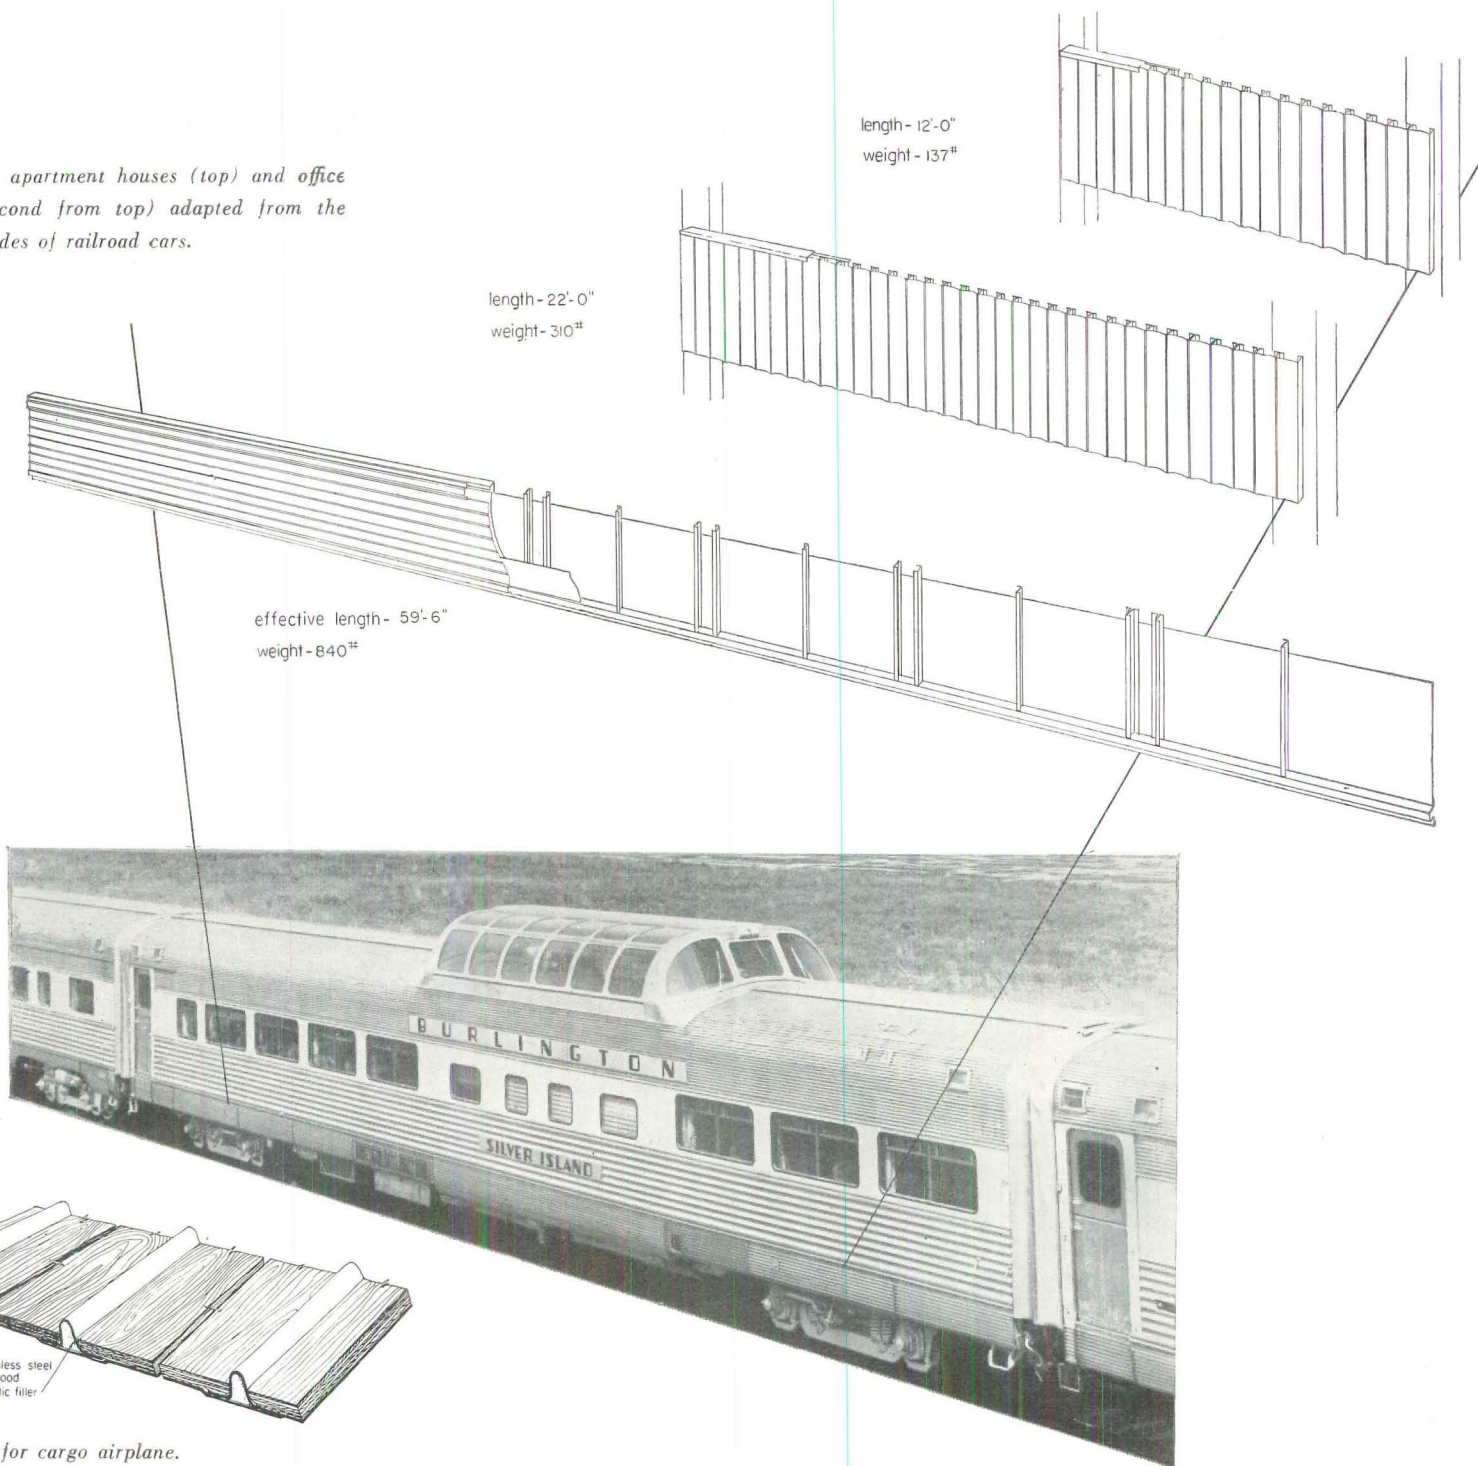 length - 12'-0"
weight - 137#
apartment houses (top) and office
cond from top) adapted from the
des of railroad cars.
length - 22'-0"
weight - 310#
effective length - 59'-6"
weight - 840#
BURLINGTON
SILVER ISLAND
less steel
ood
tic filler
for cargo airplane.